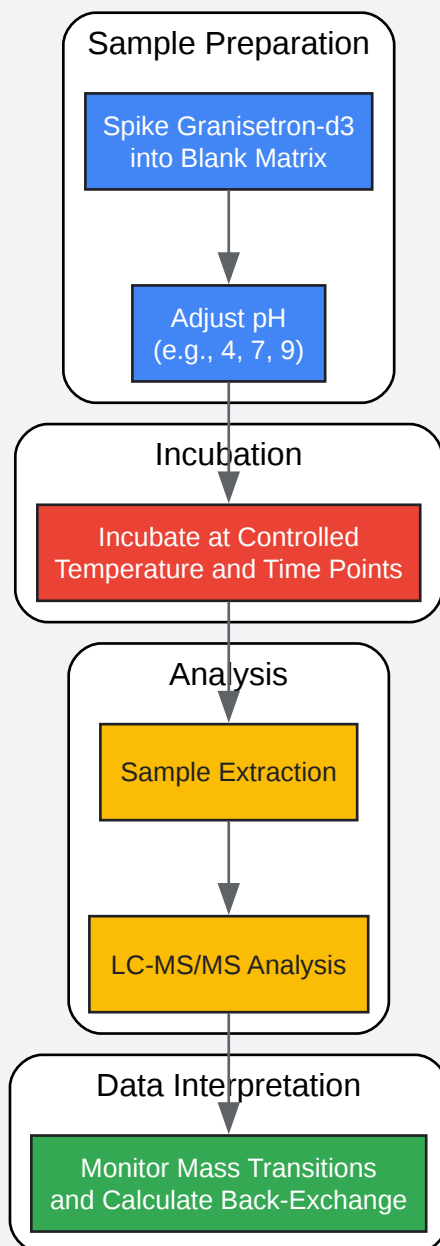 Sample Preparation
Spike Granisetron-d3
into Blank Matrix
Adjust pH
(e.g., 4, 7, 9)
Incubation
Incubate at Controlled
Temperature and Time Points
Analysis
Sample Extraction
LC-MS/MS Analysis
Data Interpretation
Monitor Mass Transitions
and Calculate Back-Exchange